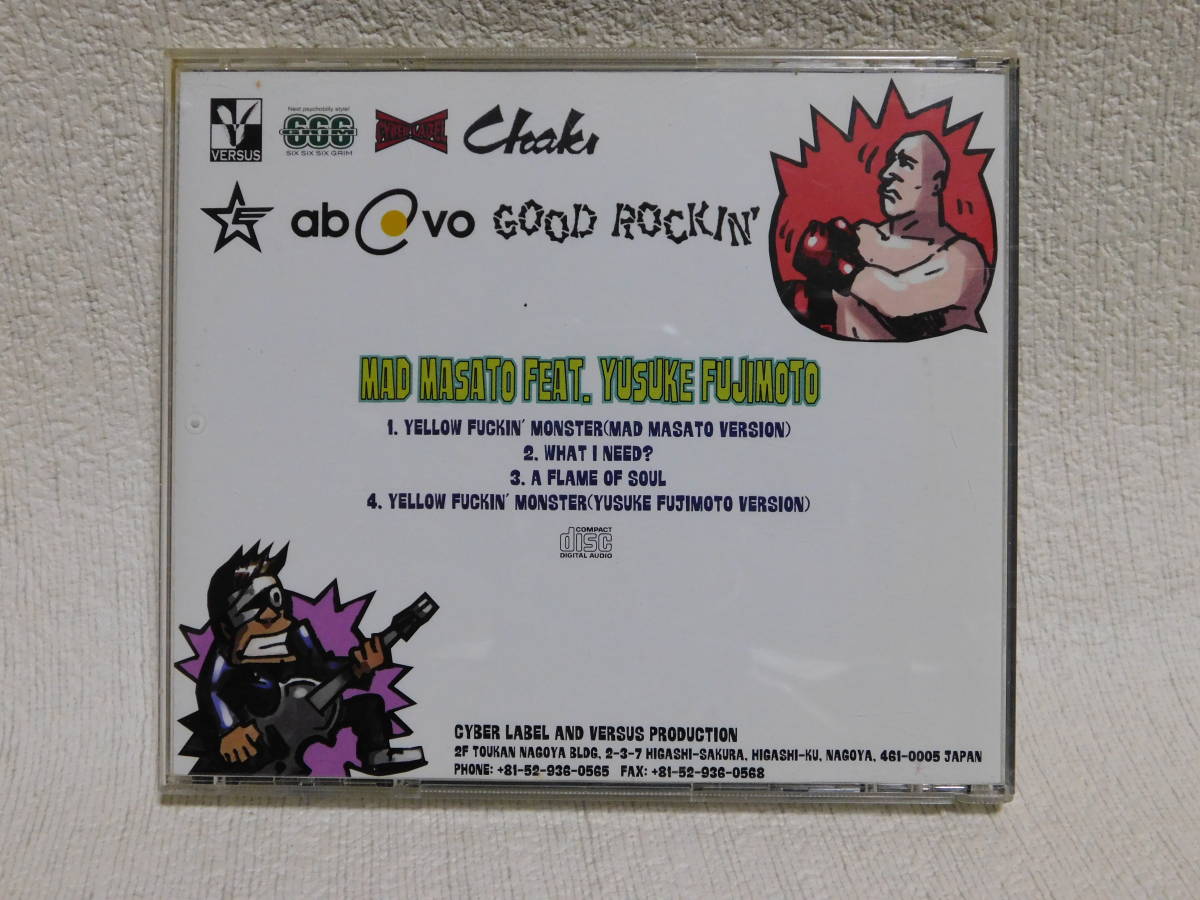 VERSUS
Next psychobilly style!
666
SIX SIX SIX GRIM
CYBER LABEL
Chaki
ab vo
GOOD ROCKIN'
MAD MASATO FEAT. YUSUKE FUJIMOTO
1. YELLOW FUCKIN' MONSTER(MAD MASATO VERSION)
2. WHAT I NEED?
3. A FLAME OF SOUL
4. YELLOW FUCKIN' MONSTER(YUSUKE FUJIMOTO VERSION)
COMPACT
disc
DIGITAL AUDIO
CYBER LABEL AND VERSUS PRODUCTION
2F TOUKAN NAGOYA BLDG, 2-3-7 HIGASHI-SAKURA, HIGASHI-KU, NAGOYA, 461-0005 JAPAN
PHONE: +81-52-936-0565 FAX: +81-52-936-0568